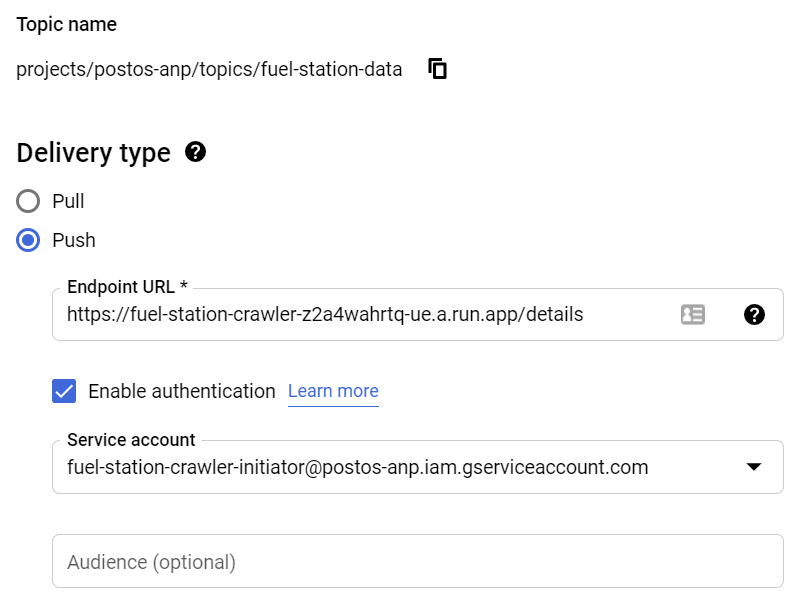 Topic name
projects/postos-anp/topics/fuel-station-data
Delivery type
Pull
Push
Endpoint URL *
https://fuel-station-crawler-z2a4wahrtq-ue.a.run.app/details
Enable authentication Learn more
Service account
fuel-station-crawler-initiator@postos-anp.iam.gserviceaccount.com
Audience (optional)